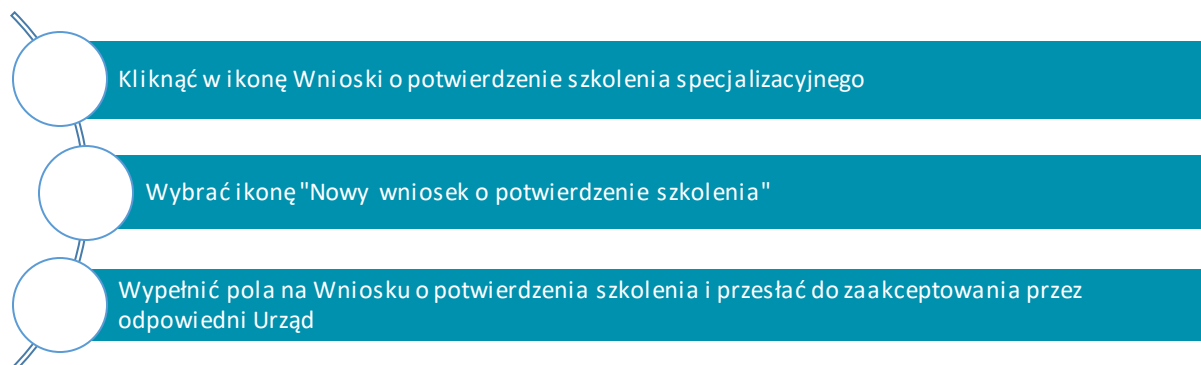 Kliknąć w ikonę Wnioski o potwierdzenie szkolenia specjalizacyjnego
Wybrać ikonę "Nowy wniosek o potwierdzenie szkolenia"
Wypełnić pola na Wniosku o potwierdzenia szkolenia i przesłać do zaakceptowania przez
odpowiedni Urząd